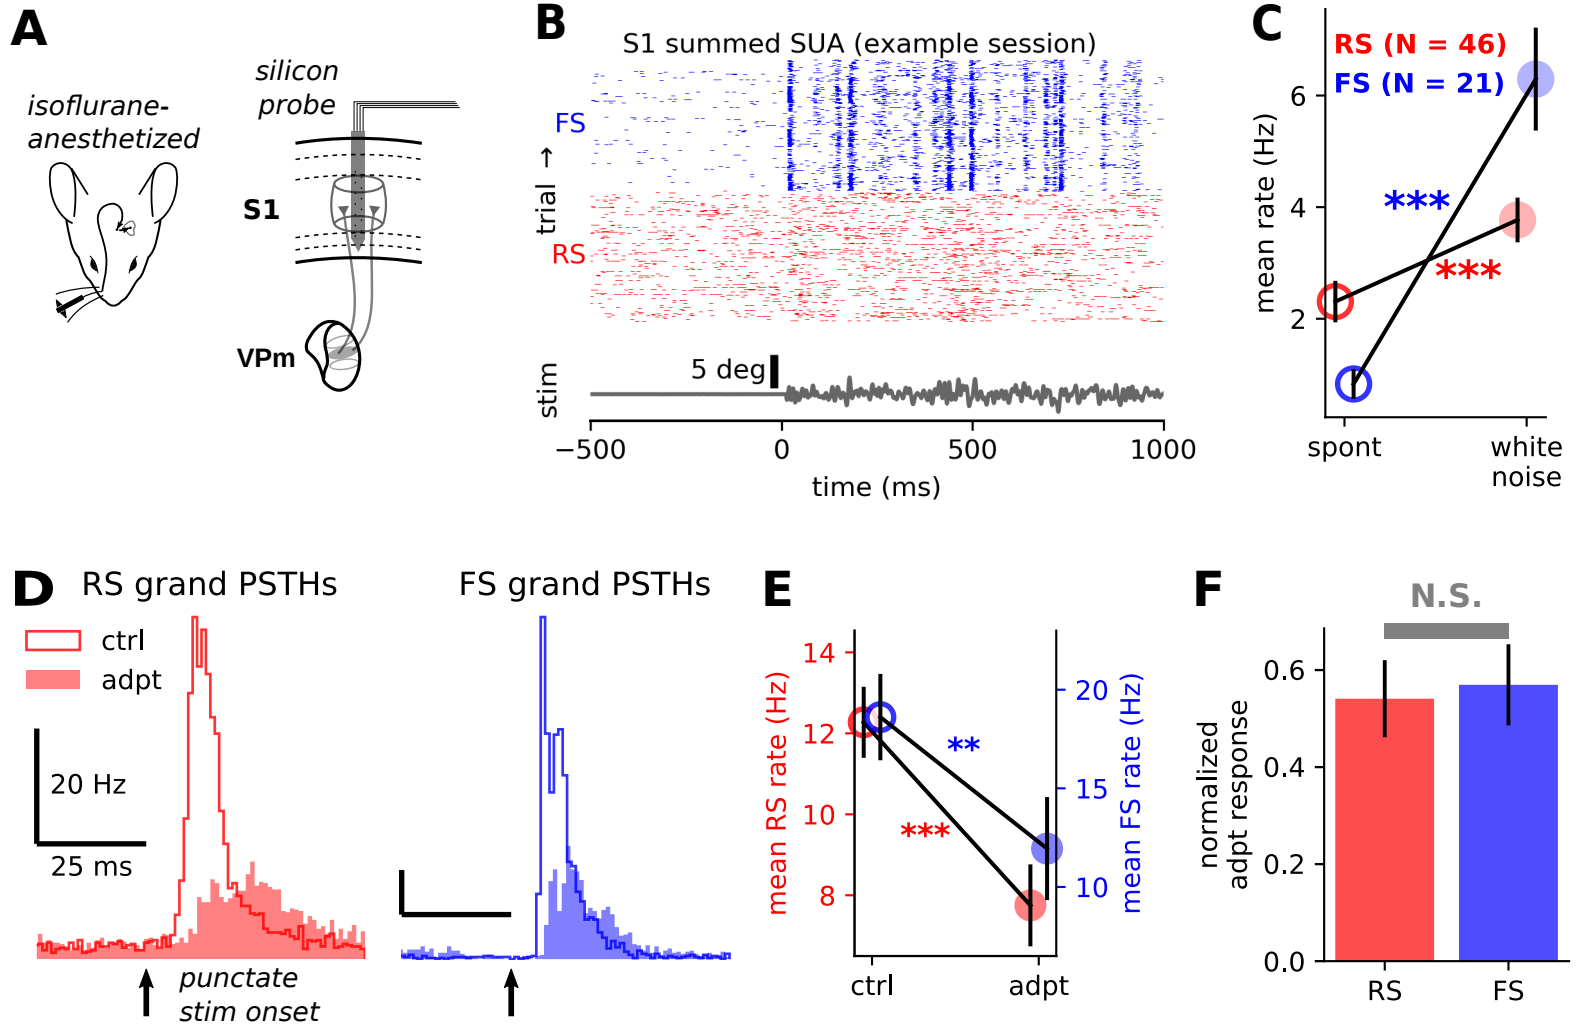 A
isoflurane-
anesthetized
silicon
probe
S1
VPm
B
S1 summed SUA (example session)
FS
RS
trial →
stim
5 deg
−500
0
500
1000
time (ms)
C
RS (N = 46)
FS (N = 21)
mean rate (Hz)
6
4
2
***
***
spont
white
noise
D
RS grand PSTHs
FS grand PSTHs
ctrl
adpt
20 Hz
25 ms
punctate
stim onset
E
mean RS rate (Hz)
14
12
10
8
**
***
20
15
10
mean FS rate (Hz)
ctrl
adpt
F
N.S.
normalized
adpt response
0.6
0.4
0.2
0.0
RS
FS